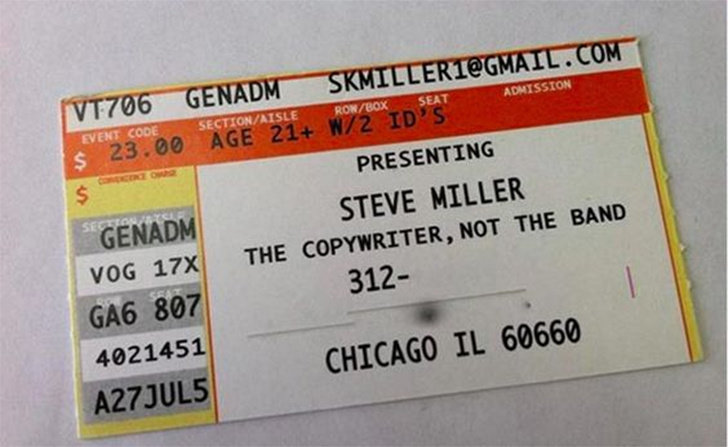 VT706 GENADM SKMILLER1@GMAIL.COM
EVENT CODE SECTION/AISLE ROW/BOX SEAT ADMISSION
$ 23.00 AGE 21+ W/2 ID'S
CONVENIENCE CHARGE
$
PRESENTING
STEVE MILLER
THE COPYWRITER, NOT THE BAND
312-
CHICAGO IL 60660
SECTION/AISLE
GENADM
VOG 17X
SEAT
GA6 807
4021451
A27JUL5